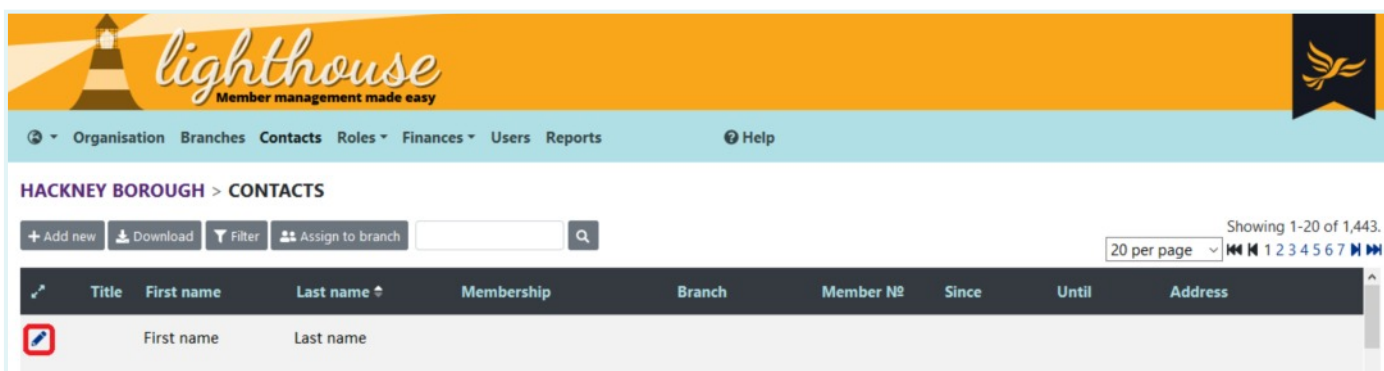 lighthouse
Member management made easy
Organisation Branches Contacts Roles Finances Users Reports Help
HACKNEY BOROUGH > CONTACTS
Showing 1-20 of 1,443.
+ Add new Download Filter Assign to branch
20 per page 1 2 3 4 5 6 7
Title First name Last name Membership Branch Member Nº Since Until Address
First name Last name